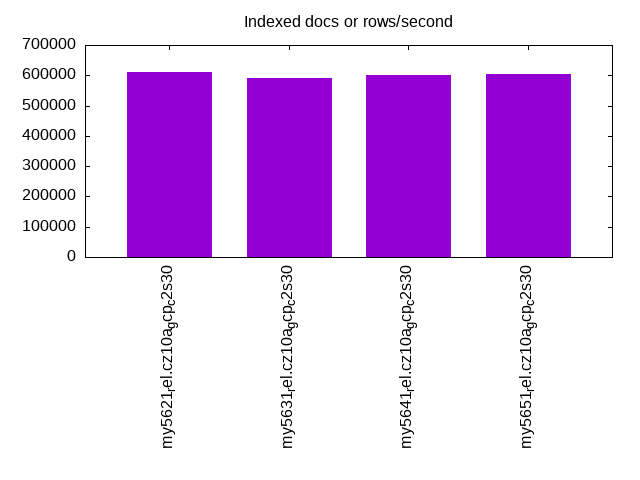 Indexed docs or rows/second
700000
600000
500000
400000
300000
200000
100000
0
my5621rel.cz10agcpc2s30
my5631rel.cz10agcpc2s30
my5641rel.cz10agcpc2s30
my5651rel.cz10agcpc2s30